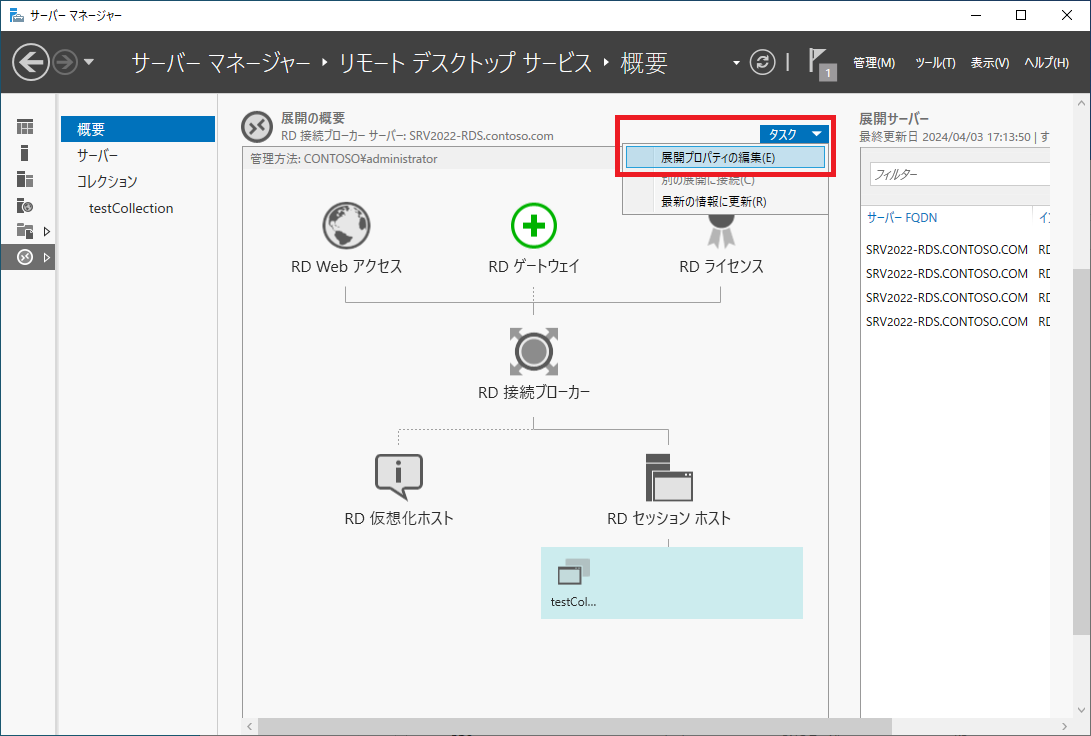 サーバー マネージャー
サーバー マネージャー ‣ リモート デスクトップ サービス ‣ 概要
1
管理(M) ツール(T) 表示(V) ヘルプ(H)
概要
サーバー
コレクション
testCollection
展開の概要
RD 接続ブローカー サーバー: SRV2022-RDS.contoso.com
タスク
管理方法: CONTOSO¥administrator
展開プロパティの編集(E)
別の展開に接続(C)
最新の情報に更新(R)
RD Web アクセス
RD ゲートウェイ
RD ライセンス
RD 接続ブローカー
RD 仮想化ホスト
RD セッション ホスト
testCol...
展開サーバー
最終更新日 2024/04/03 17:13:50 | す
フィルター
サーバー FQDN
SRV2022-RDS.CONTOSO.COM RD
SRV2022-RDS.CONTOSO.COM RD
SRV2022-RDS.CONTOSO.COM RD
SRV2022-RDS.CONTOSO.COM RD